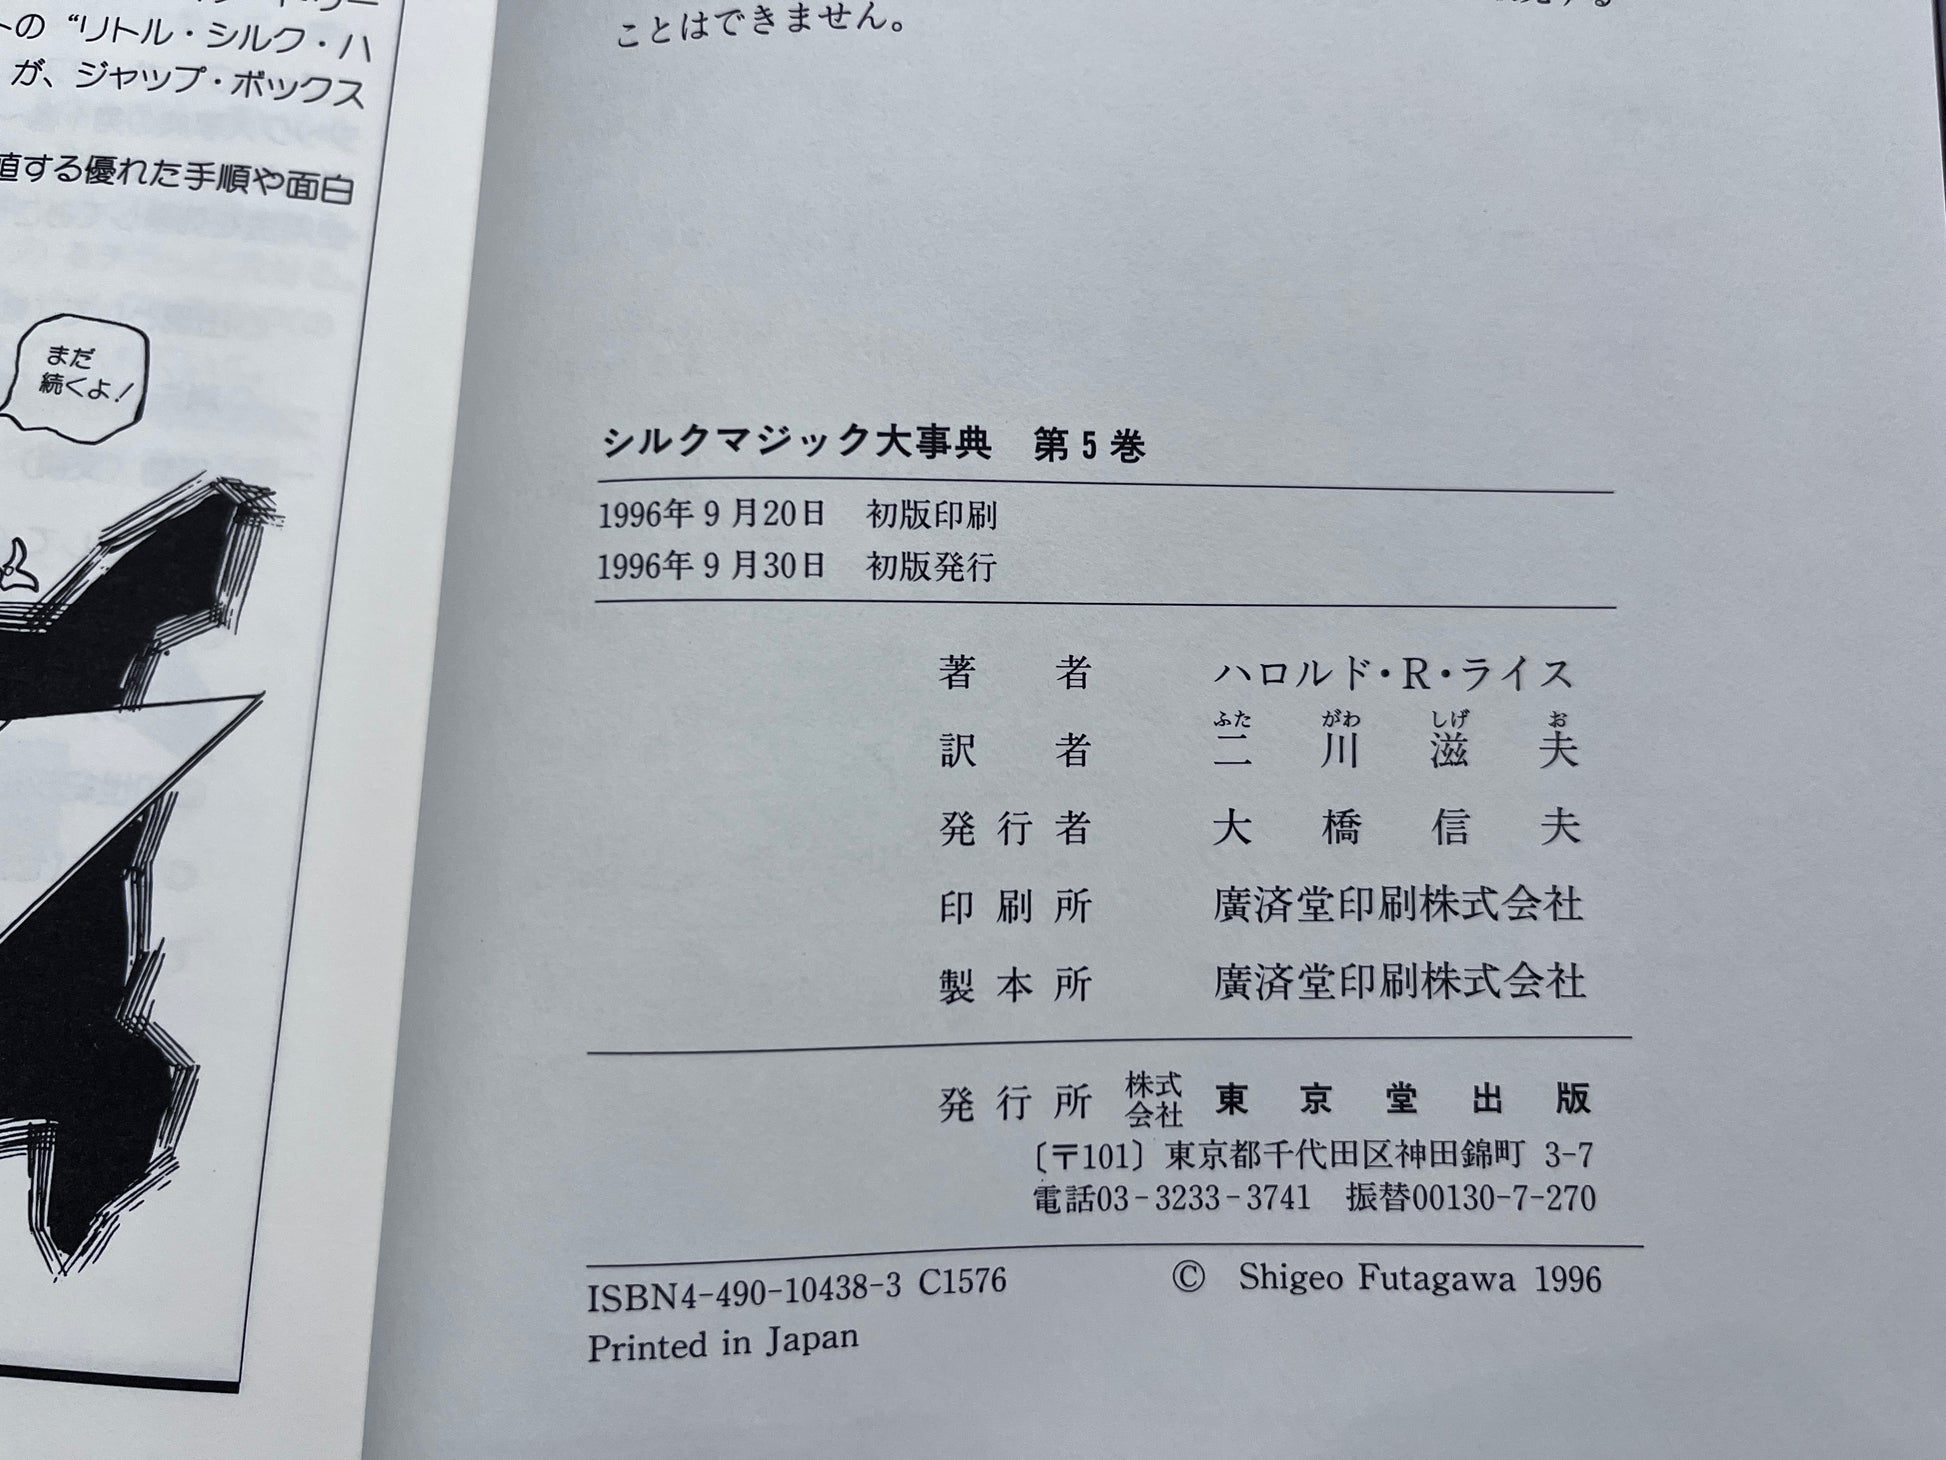 の “リトル・シルク・ハ
が、ジャップ・ボックス
する優れた手順や面白
まだ
続くよ!
ことはできません。
シルクマジック大事典 第5巻
1996年9月20日 初版印刷
1996年9月30日 初版発行
著者 ハロルド・R・ライス
ふた がわ しげ お
訳者 二川滋夫
発行者 大橋信夫
印刷所 廣済堂印刷株式会社
製本所 廣済堂印刷株式会社
発行所 株式会社 東京堂出版
〔〒101〕東京都千代田区神田錦町 3-7
電話03-3233-3741 振替00130-7-270
ISBN4-490-10438-3 C1576 © Shigeo Futagawa 1996
Printed in Japan